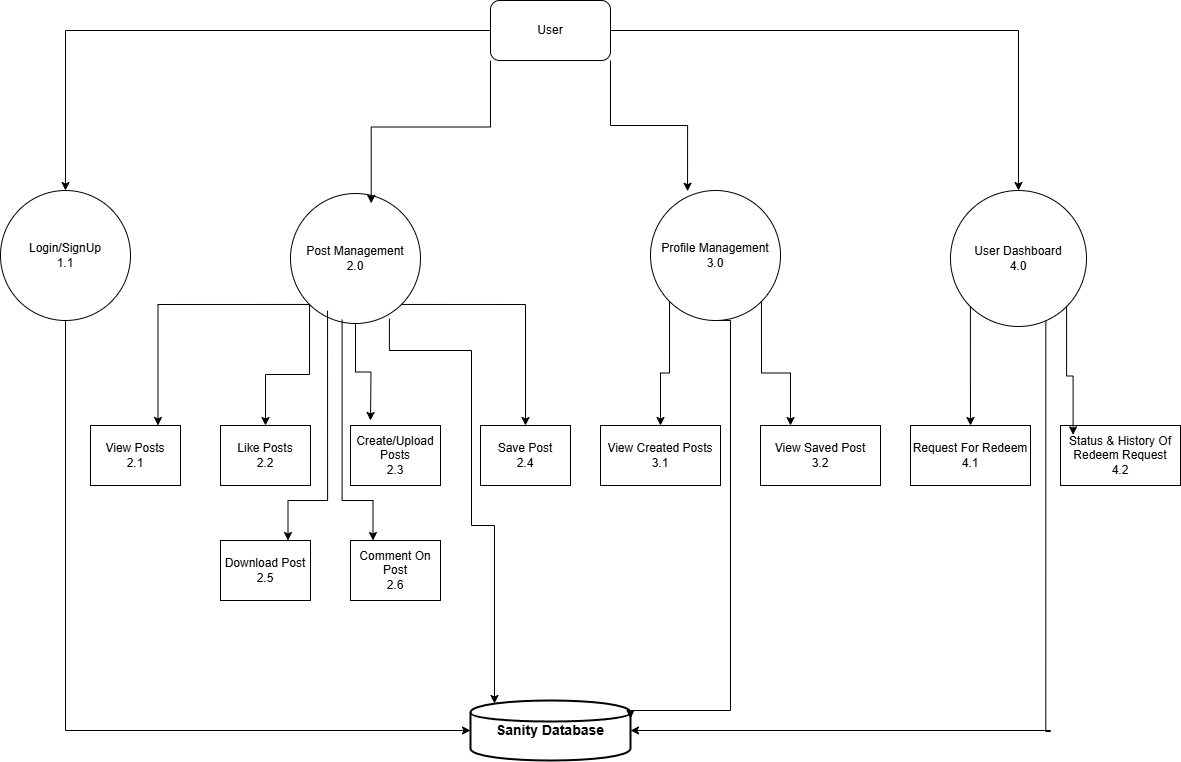 User
Login/SignUp
1.1
Post Management
2.0
Profile Management
3.0
User Dashboard
4.0
View Posts
2.1
Like Posts
2.2
Create/Upload
Posts
2.3
Save Post
2.4
View Created Posts
3.1
View Saved Post
3.2
Request For Redeem
4.1
Status & History Of
Redeem Request
4.2
Download Post
2.5
Comment On
Post
2.6
Sanity Database